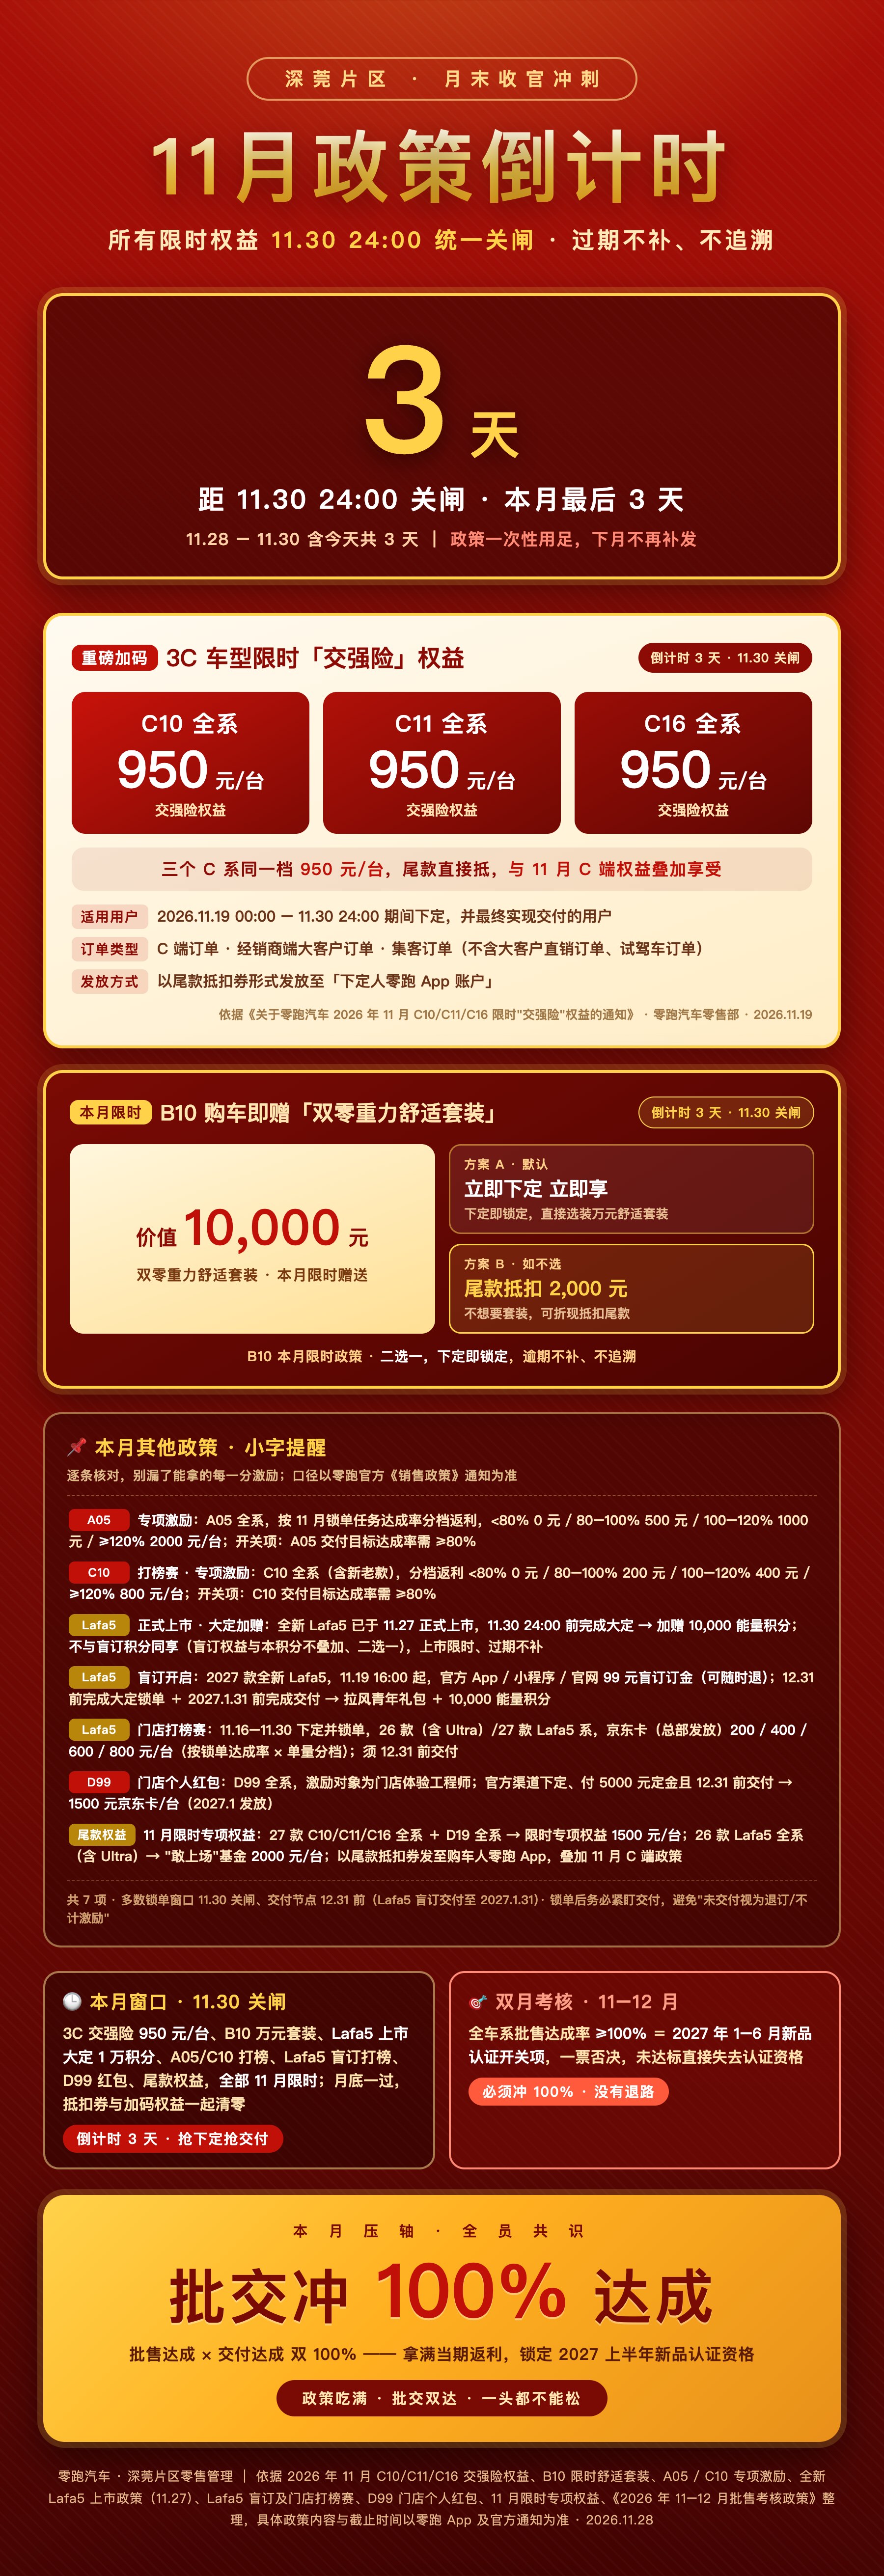 深莞片区 · 月末收官冲刺
11月政策倒计时
所有限时权益 11.30 24:00 统一关闸 · 过期不补、不追溯
3 天
距 11.30 24:00 关闸 · 本月最后 3 天
11.28 — 11.30 含今天共 3 天 | 政策一次性用足，下月不再补发
重磅加码 3C 车型限时「交强险」权益 倒计时 3 天 · 11.30 关闸
C10 全系
950 元/台
交强险权益
C11 全系
950 元/台
交强险权益
C16 全系
950 元/台
交强险权益
三个 C 系同一档 950 元/台，尾款直接抵，与 11 月 C 端权益叠加享受
适用用户 2026.11.19 00:00 — 11.30 24:00 期间下定，并最终实现交付的用户
订单类型 C 端订单 · 经销商端大客户订单 · 集客订单（不含大客户直销订单、试驾车订单）
发放方式 以尾款抵扣券形式发放至「下定人零跑 App 账户」
依据《关于零跑汽车 2026 年 11 月 C10/C11/C16 限时"交强险"权益的通知》 · 零跑汽车零售部 · 2026.11.19
本月限时 B10 购车即赠「双零重力舒适套装」 倒计时 3 天 · 11.30 关闸
价值 10,000 元
双零重力舒适套装 · 本月限时赠送
方案 A · 默认
立即下定 立即享
下定即锁定，直接选装万元舒适套装
方案 B · 如不选
尾款抵扣 2,000 元
不想要套装，可折现抵扣尾款
B10 本月限时政策 · 二选一，下定即锁定，逾期不补、不追溯
📌 本月其他政策 · 小字提醒
逐条核对，别漏了能拿的每一分激励；口径以零跑官方《销售政策》通知为准
A05 专项激励：A05 全系，按 11 月锁单任务达成率分档返利，<80% 0 元 / 80—100% 500 元 / 100—120% 1000
元 / ≥120% 2000 元/台；开关项：A05 交付目标达成率需 ≥80%
C10 打榜赛 · 专项激励：C10 全系（含新老款），分档返利 <80% 0 元 / 80—100% 200 元 / 100—120% 400 元 /
≥120% 800 元/台；开关项：C10 交付目标达成率需 ≥80%
Lafa5 正式上市 · 大定加赠：全新 Lafa5 已于 11.27 正式上市，11.30 24:00 前完成大定 → 加赠 10,000 能量积分；
不与盲订积分同享（盲订权益与本积分不叠加、二选一），上市限时、过期不补
Lafa5 盲订开启：2027 款全新 Lafa5，11.19 16:00 起，官方 App / 小程序 / 官网 99 元盲订订金（可随时退）；12.31
前完成大定锁单 + 2027.1.31 前完成交付 → 拉风青年礼包 + 10,000 能量积分
Lafa5 门店打榜赛：11.16—11.30 下定并锁单，26 款（含 Ultra）/27 款 Lafa5 系，京东卡（总部发放）200 / 400 /
600 / 800 元/台（按锁单达成率 × 单量分档）；须 12.31 前交付
D99 门店个人红包：D99 全系，激励对象为门店体验工程师；官方渠道下定、付 5000 元定金且 12.31 前交付 →
1500 元京东卡/台（2027.1 发放）
尾款权益 11 月限时专项权益：27 款 C10/C11/C16 全系 + D19 全系 → 限时专项权益 1500 元/台；26 款 Lafa5 全系
（含 Ultra）→ "敢上场"基金 2000 元/台；以尾款抵扣券发至购车人零跑 App，叠加 11 月 C 端政策
共 7 项 · 多数锁单窗口 11.30 关闸、交付节点 12.31 前（Lafa5 盲订交付至 2027.1.31）· 锁单后务必紧盯交付，避免"未交付视为退订/不
计激励"
🕒 本月窗口 · 11.30 关闸
3C 交强险 950 元/台、B10 万元套装、Lafa5 上市
大定 1 万积分、A05/C10 打榜、Lafa5 盲订打榜、
D99 红包、尾款权益，全部 11 月限时；月底一过，
抵扣券与加码权益一起清零
倒计时 3 天 · 抢下定抢交付
🎯 双月考核 · 11—12 月
全车系批售达成率 ≥100% = 2027 年 1—6 月新品
认证开关项，一票否决，未达标直接失去认证资格
必须冲 100% · 没有退路
本月压轴 · 全员共识
批交冲 100% 达成
批售达成 × 交付达成 双 100% —— 拿满当期返利，锁定 2027 上半年新品认证资格
政策吃满 · 批交双达 · 一头都不能松
零跑汽车 · 深莞片区零售管理 | 依据 2026 年 11 月 C10/C11/C16 交强险权益、B10 限时舒适套装、A05 / C10 专项激励、全新
Lafa5 上市政策（11.27）、Lafa5 盲订及门店打榜赛、D99 门店个人红包、11 月限时专项权益、《2026 年 11—12 月批售考核政策》整
理，具体政策内容与截止时间以零跑 App 及官方通知为准 · 2026.11.28